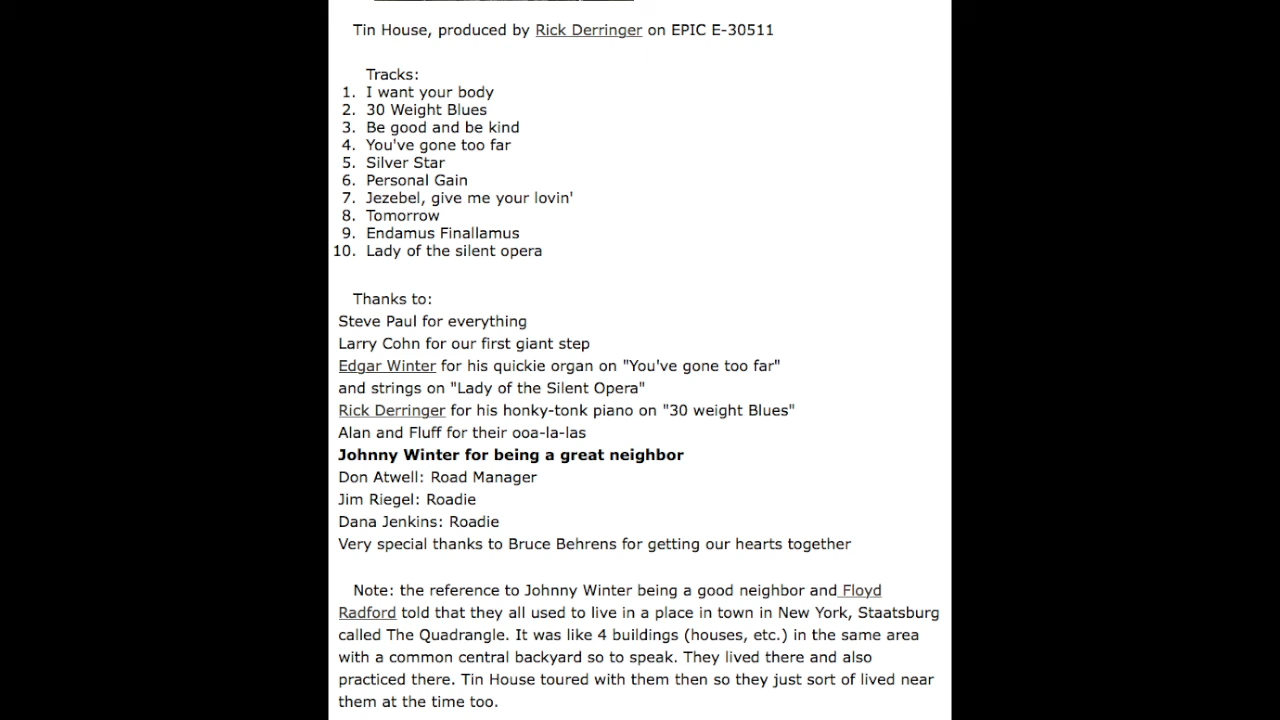 Tin House, produced by Rick Derringer on EPIC E-30511
Tracks:
1. I want your body
2. 30 Weight Blues
3. Be good and be kind
4. You've gone too far
5. Silver Star
6. Personal Gain
7. Jezebel, give me your lovin'
8. Tomorrow
9. Endamus Finallamus
10. Lady of the silent opera
Thanks to:
Steve Paul for everything
Larry Cohn for our first giant step
Edgar Winter for his quickie organ on "You've gone too far"
and strings on "Lady of the Silent Opera"
Rick Derringer for his honky-tonk piano on "30 weight Blues"
Alan and Fluff for their ooa-la-las
Johnny Winter for being a great neighbor
Don Atwell: Road Manager
Jim Riegel: Roadie
Dana Jenkins: Roadie
Very special thanks to Bruce Behrens for getting our hearts together
Note: the reference to Johnny Winter being a good neighbor and Floyd
Radford told that they all used to live in a place in town in New York, Staatsburg
called The Quadrangle. It was like 4 buildings (houses, etc.) in the same area
with a common central backyard so to speak. They lived there and also
practiced there. Tin House toured with them then so they just sort of lived near
them at the time too.